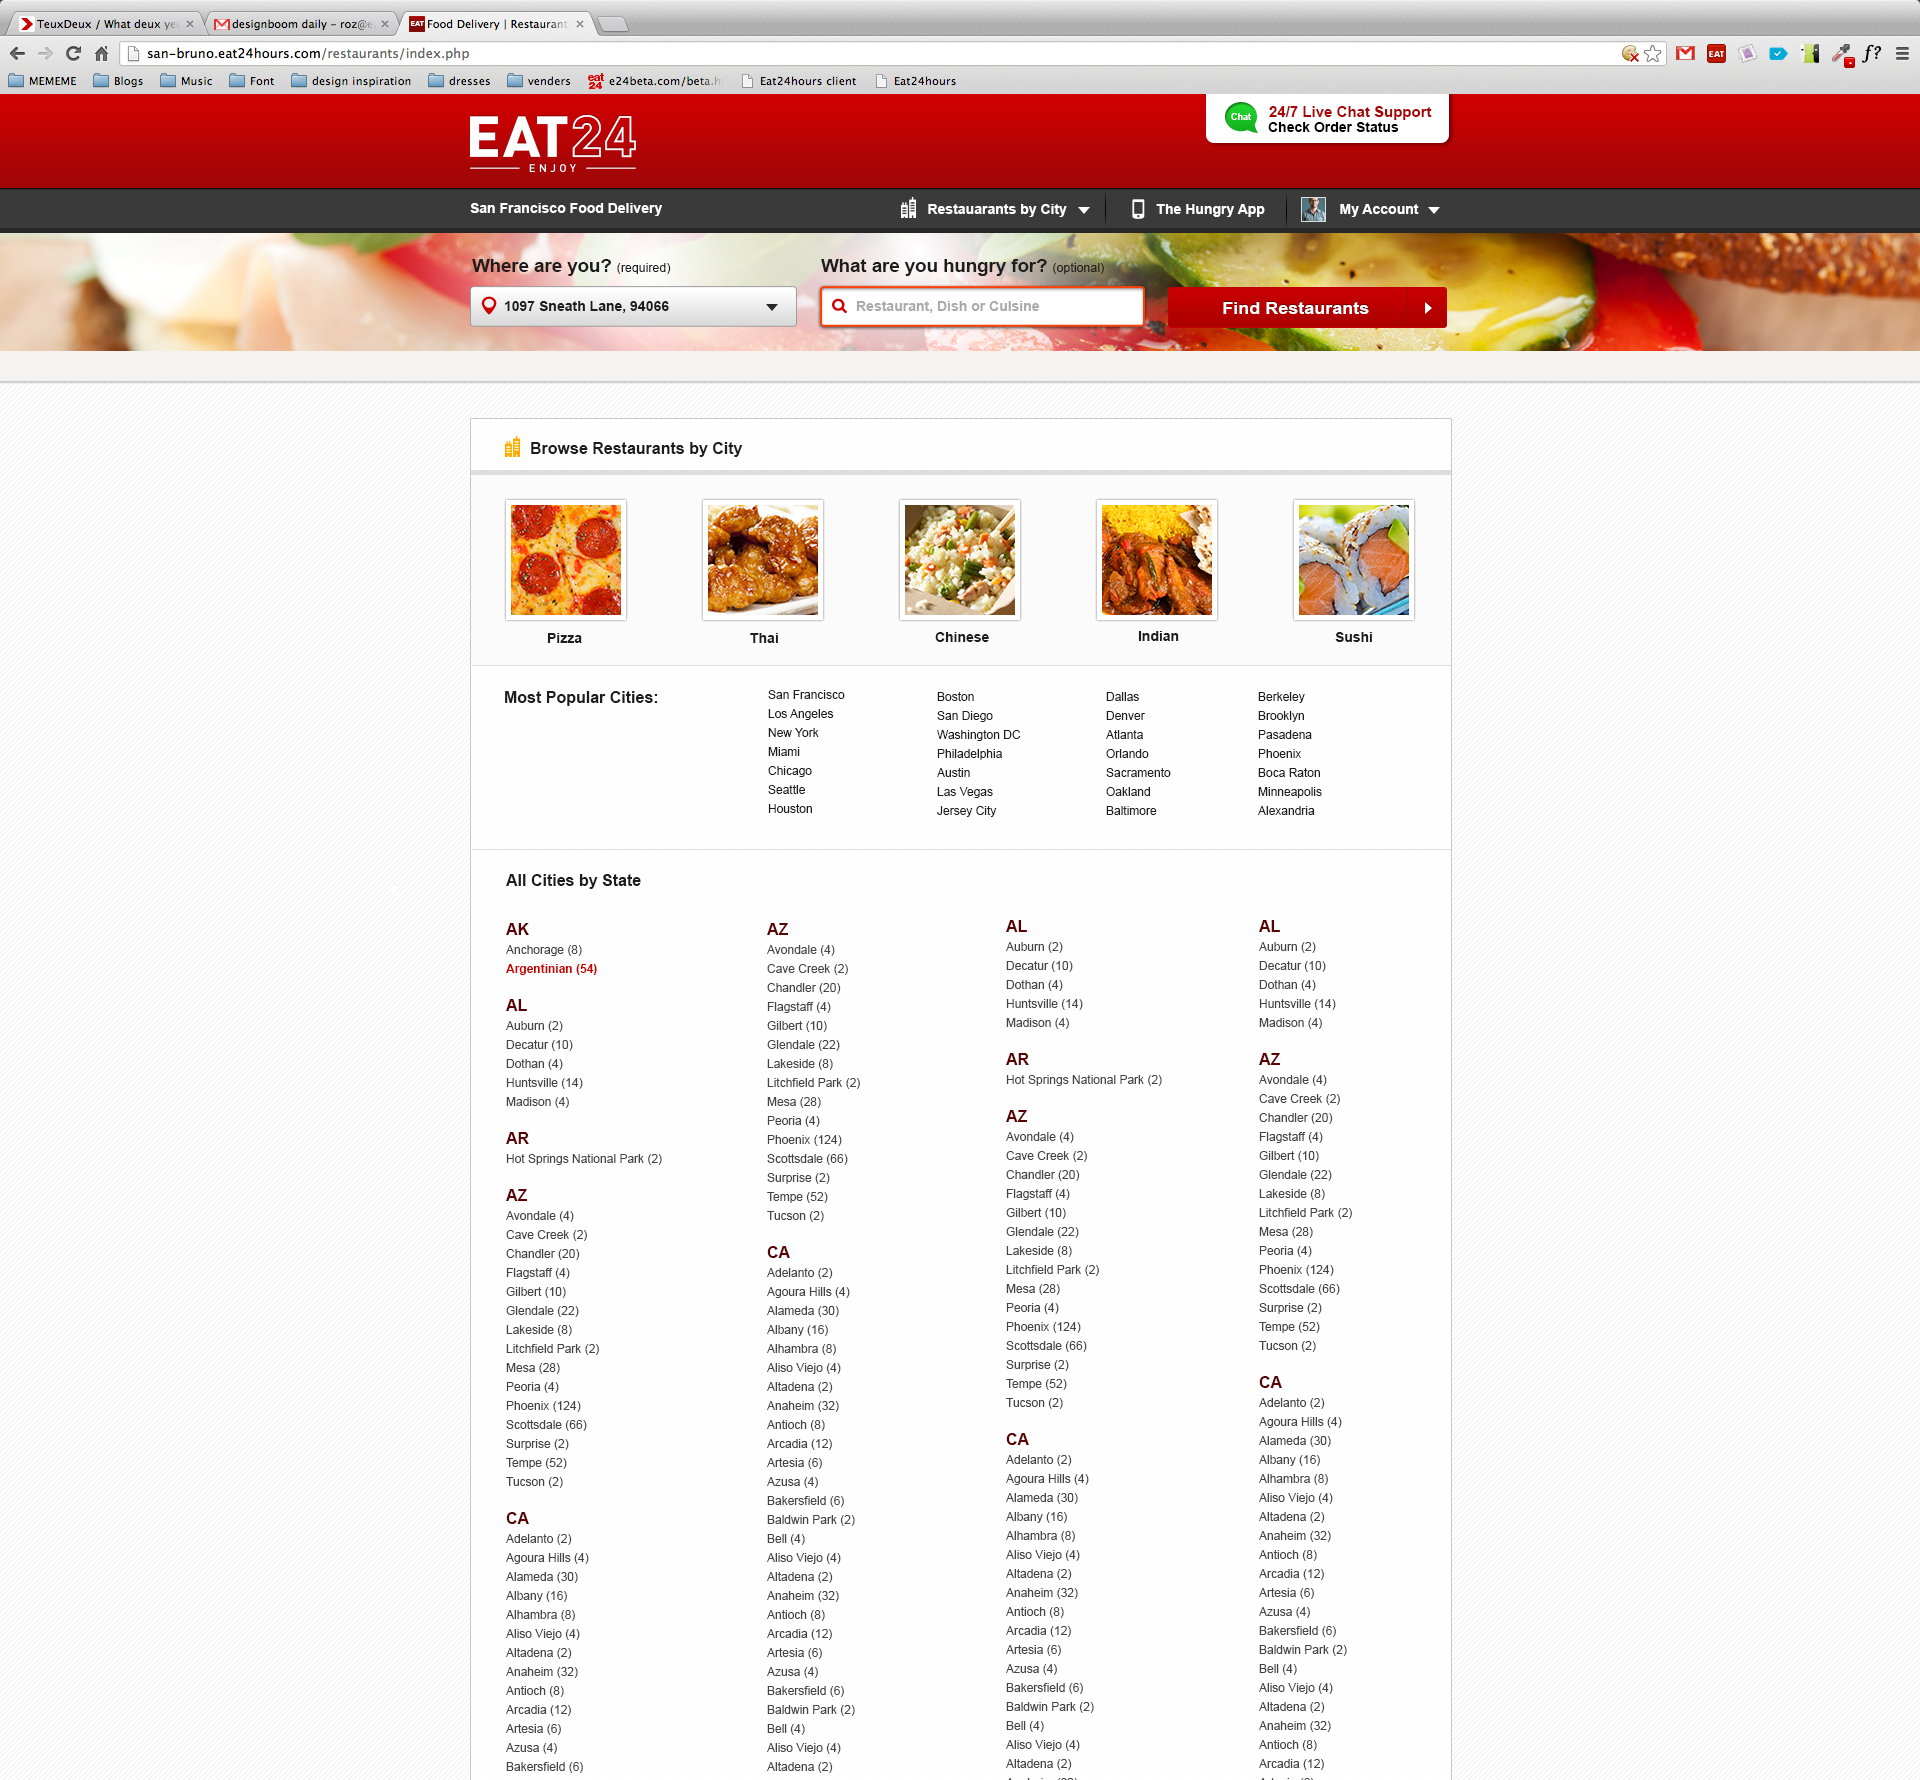 TeuxDeux / What deux ye
designboom daily - roz@e
EAT Food Delivery | Restaurant
san-bruno.eat24hours.com/restaurants/index.php
EAT
f?
MEMEME
Blogs
Music
Font
design inspiration
dresses
venders
eat 24 e24beta.com/beta.h
Eat24hours client
Eat24hours
EAT24
ENJOY
Chat
24/7 Live Chat Support
Check Order Status
San Francisco Food Delivery
Restauarants by City
The Hungry App
My Account
Where are you? (required)
What are you hungry for? (optional)
1097 Sneath Lane, 94066
Restaurant, Dish or Cuisine
Find Restaurants
Browse Restaurants by City
Pizza
Thai
Chinese
Indian
Sushi
Most Popular Cities:
San Francisco
Los Angeles
New York
Miami
Chicago
Seattle
Houston
Boston
San Diego
Washington DC
Philadelphia
Austin
Las Vegas
Jersey City
Dallas
Denver
Atlanta
Orlando
Sacramento
Oakland
Baltimore
Berkeley
Brooklyn
Pasadena
Phoenix
Boca Raton
Minneapolis
Alexandria
All Cities by State
AK
Anchorage (8)
Argentinian (54)
AL
Auburn (2)
Decatur (10)
Dothan (4)
Huntsville (14)
Madison (4)
AR
Hot Springs National Park (2)
AZ
Avondale (4)
Cave Creek (2)
Chandler (20)
Flagstaff (4)
Gilbert (10)
Glendale (22)
Lakeside (8)
Litchfield Park (2)
Mesa (28)
Peoria (4)
Phoenix (124)
Scottsdale (66)
Surprise (2)
Tempe (52)
Tucson (2)
CA
Adelanto (2)
Agoura Hills (4)
Alameda (30)
Albany (16)
Alhambra (8)
Aliso Viejo (4)
Altadena (2)
Anaheim (32)
Antioch (8)
Arcadia (12)
Artesia (6)
Azusa (4)
Bakersfield (6)
AZ
Avondale (4)
Cave Creek (2)
Chandler (20)
Flagstaff (4)
Gilbert (10)
Glendale (22)
Lakeside (8)
Litchfield Park (2)
Mesa (28)
Peoria (4)
Phoenix (124)
Scottsdale (66)
Surprise (2)
Tempe (52)
Tucson (2)
CA
Adelanto (2)
Agoura Hills (4)
Alameda (30)
Albany (16)
Alhambra (8)
Aliso Viejo (4)
Altadena (2)
Anaheim (32)
Antioch (8)
Arcadia (12)
Artesia (6)
Azusa (4)
Bakersfield (6)
Baldwin Park (2)
Bell (4)
Aliso Viejo (4)
Altadena (2)
Anaheim (32)
Antioch (8)
Arcadia (12)
Artesia (6)
Azusa (4)
Bakersfield (6)
Baldwin Park (2)
Bell (4)
Aliso Viejo (4)
Altadena (2)
AL
Auburn (2)
Decatur (10)
Dothan (4)
Huntsville (14)
Madison (4)
AR
Hot Springs National Park (2)
AZ
Avondale (4)
Cave Creek (2)
Chandler (20)
Flagstaff (4)
Gilbert (10)
Glendale (22)
Lakeside (8)
Litchfield Park (2)
Mesa (28)
Peoria (4)
Phoenix (124)
Scottsdale (66)
Surprise (2)
Tempe (52)
Tucson (2)
CA
Adelanto (2)
Agoura Hills (4)
Alameda (30)
Albany (16)
Alhambra (8)
Aliso Viejo (4)
Altadena (2)
Anaheim (32)
Antioch (8)
Arcadia (12)
Artesia (6)
Azusa (4)
Bakersfield (6)
Baldwin Park (2)
Bell (4)
Aliso Viejo (4)
Altadena (2)
AL
Auburn (2)
Decatur (10)
Dothan (4)
Huntsville (14)
Madison (4)
AZ
Avondale (4)
Cave Creek (2)
Chandler (20)
Flagstaff (4)
Gilbert (10)
Glendale (22)
Lakeside (8)
Litchfield Park (2)
Mesa (28)
Peoria (4)
Phoenix (124)
Scottsdale (66)
Surprise (2)
Tempe (52)
Tucson (2)
CA
Adelanto (2)
Agoura Hills (4)
Alameda (30)
Albany (16)
Alhambra (8)
Aliso Viejo (4)
Altadena (2)
Anaheim (32)
Antioch (8)
Arcadia (12)
Artesia (6)
Azusa (4)
Bakersfield (6)
Baldwin Park (2)
Bell (4)
Aliso Viejo (4)
Altadena (2)
Anaheim (32)
Antioch (8)
Arcadia (12)